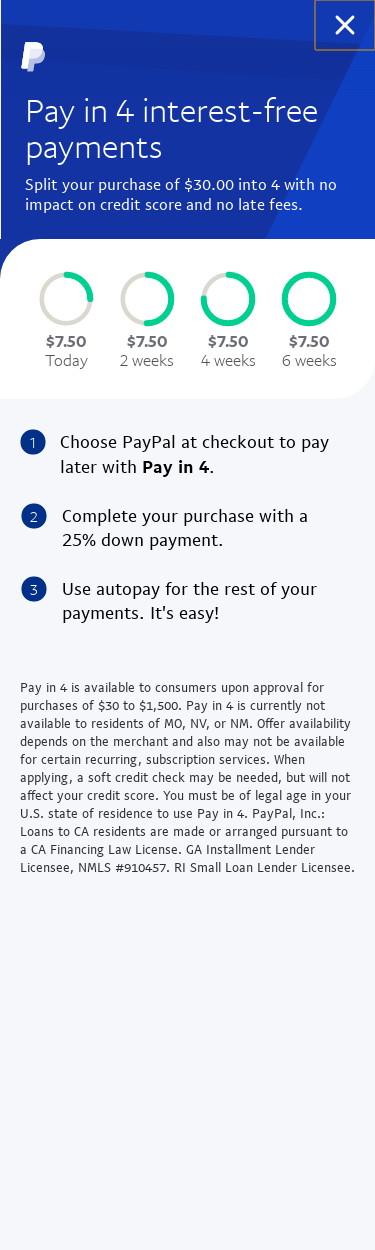 Pay in 4 interest-free
payments
Split your purchase of $30.00 into 4 with no
impact on credit score and no late fees.
$7.50 $7.50 $7.50 $7.50
Today 2 weeks 4 weeks 6 weeks
1 Choose PayPal at checkout to pay
later with Pay in 4.
2 Complete your purchase with a
25% down payment.
3 Use autopay for the rest of your
payments. It's easy!
Pay in 4 is available to consumers upon approval for
purchases of $30 to $1,500. Pay in 4 is currently not
available to residents of MO, NV, or NM. Offer availability
depends on the merchant and also may not be available
for certain recurring, subscription services. When
applying, a soft credit check may be needed, but will not
affect your credit score. You must be of legal age in your
U.S. state of residence to use Pay in 4. PayPal, Inc.:
Loans to CA residents are made or arranged pursuant to
a CA Financing Law License. GA Installment Lender
Licensee, NMLS #910457. RI Small Loan Lender Licensee.